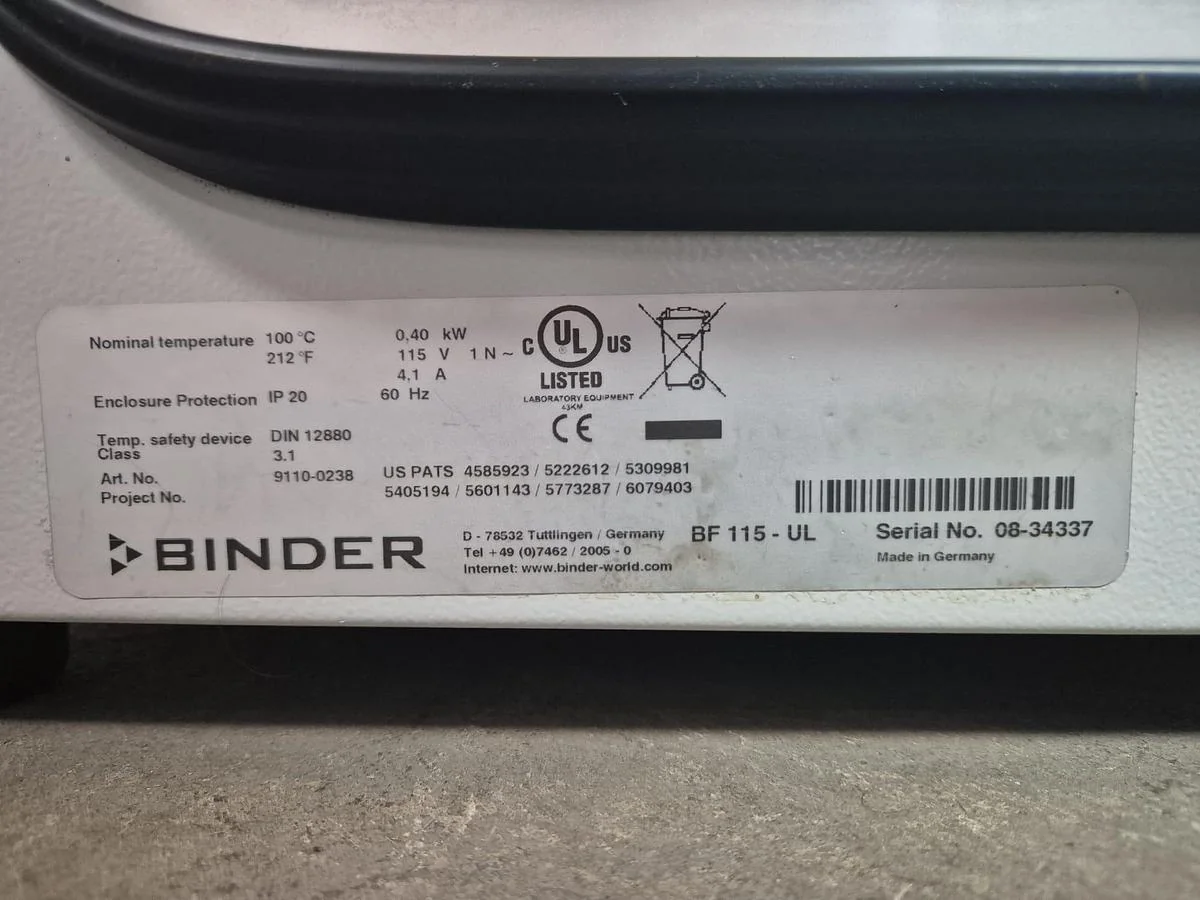 Nominal temperature 100 °C 0,40 kW
212 °F 115 V 1 N ~
4,1 A
Enclosure Protection IP 20 60 Hz
C UL ® US
LISTED
LABORATORY EQUIPMENT
43KM
CE
Temp. safety device DIN 12880
Class 3.1
Art. No. 9110-0238
Project No.
US PATS 4585923 / 5222612 / 5309981
5405194 / 5601143 / 5773287 / 6079403
BINDER
D - 78532 Tuttlingen / Germany
Tel +49 (0)7462 / 2005 - 0
Internet: www.binder-world.com
BF 115 - UL
Serial No. 08-34337
Made in Germany